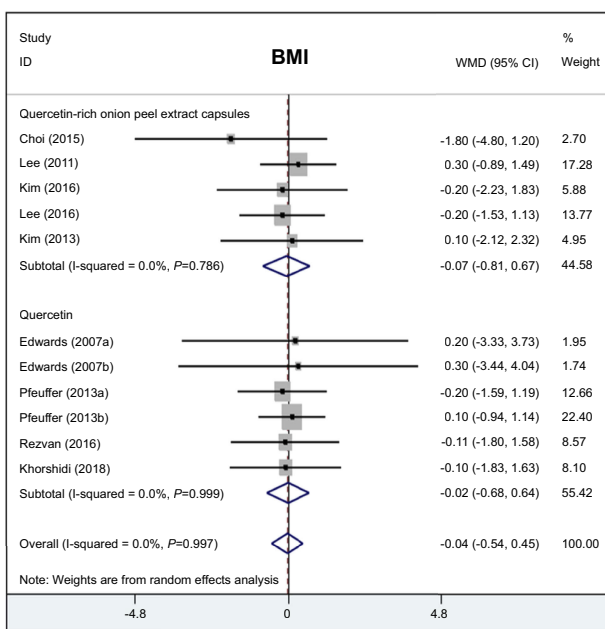 Study %
ID BMI WMD (95% CI) Weight
Quercetin-rich onion peel extract capsules
Choi (2015) -1.80 (-4.80, 1.20) 2.70
Lee (2011) 0.30 (-0.89, 1.49) 17.28
Kim (2016) -0.20 (-2.23, 1.83) 5.88
Lee (2016) -0.20 (-1.53, 1.13) 13.77
Kim (2013) 0.10 (-2.12, 2.32) 4.95
Subtotal (I-squared = 0.0%, P=0.786) -0.07 (-0.81, 0.67) 44.58
Quercetin
Edwards (2007a) 0.20 (-3.33, 3.73) 1.95
Edwards (2007b) 0.30 (-3.44, 4.04) 1.74
Pfeuffer (2013a) -0.20 (-1.59, 1.19) 12.66
Pfeuffer (2013b) 0.10 (-0.94, 1.14) 22.40
Rezvan (2016) -0.11 (-1.80, 1.58) 8.57
Khorshidi (2018) -0.10 (-1.83, 1.63) 8.10
Subtotal (I-squared = 0.0%, P=0.999) -0.02 (-0.68, 0.64) 55.42
Overall (I-squared = 0.0%, P=0.997) -0.04 (-0.54, 0.45) 100.00
Note: Weights are from random effects analysis
-4.8 0 4.8